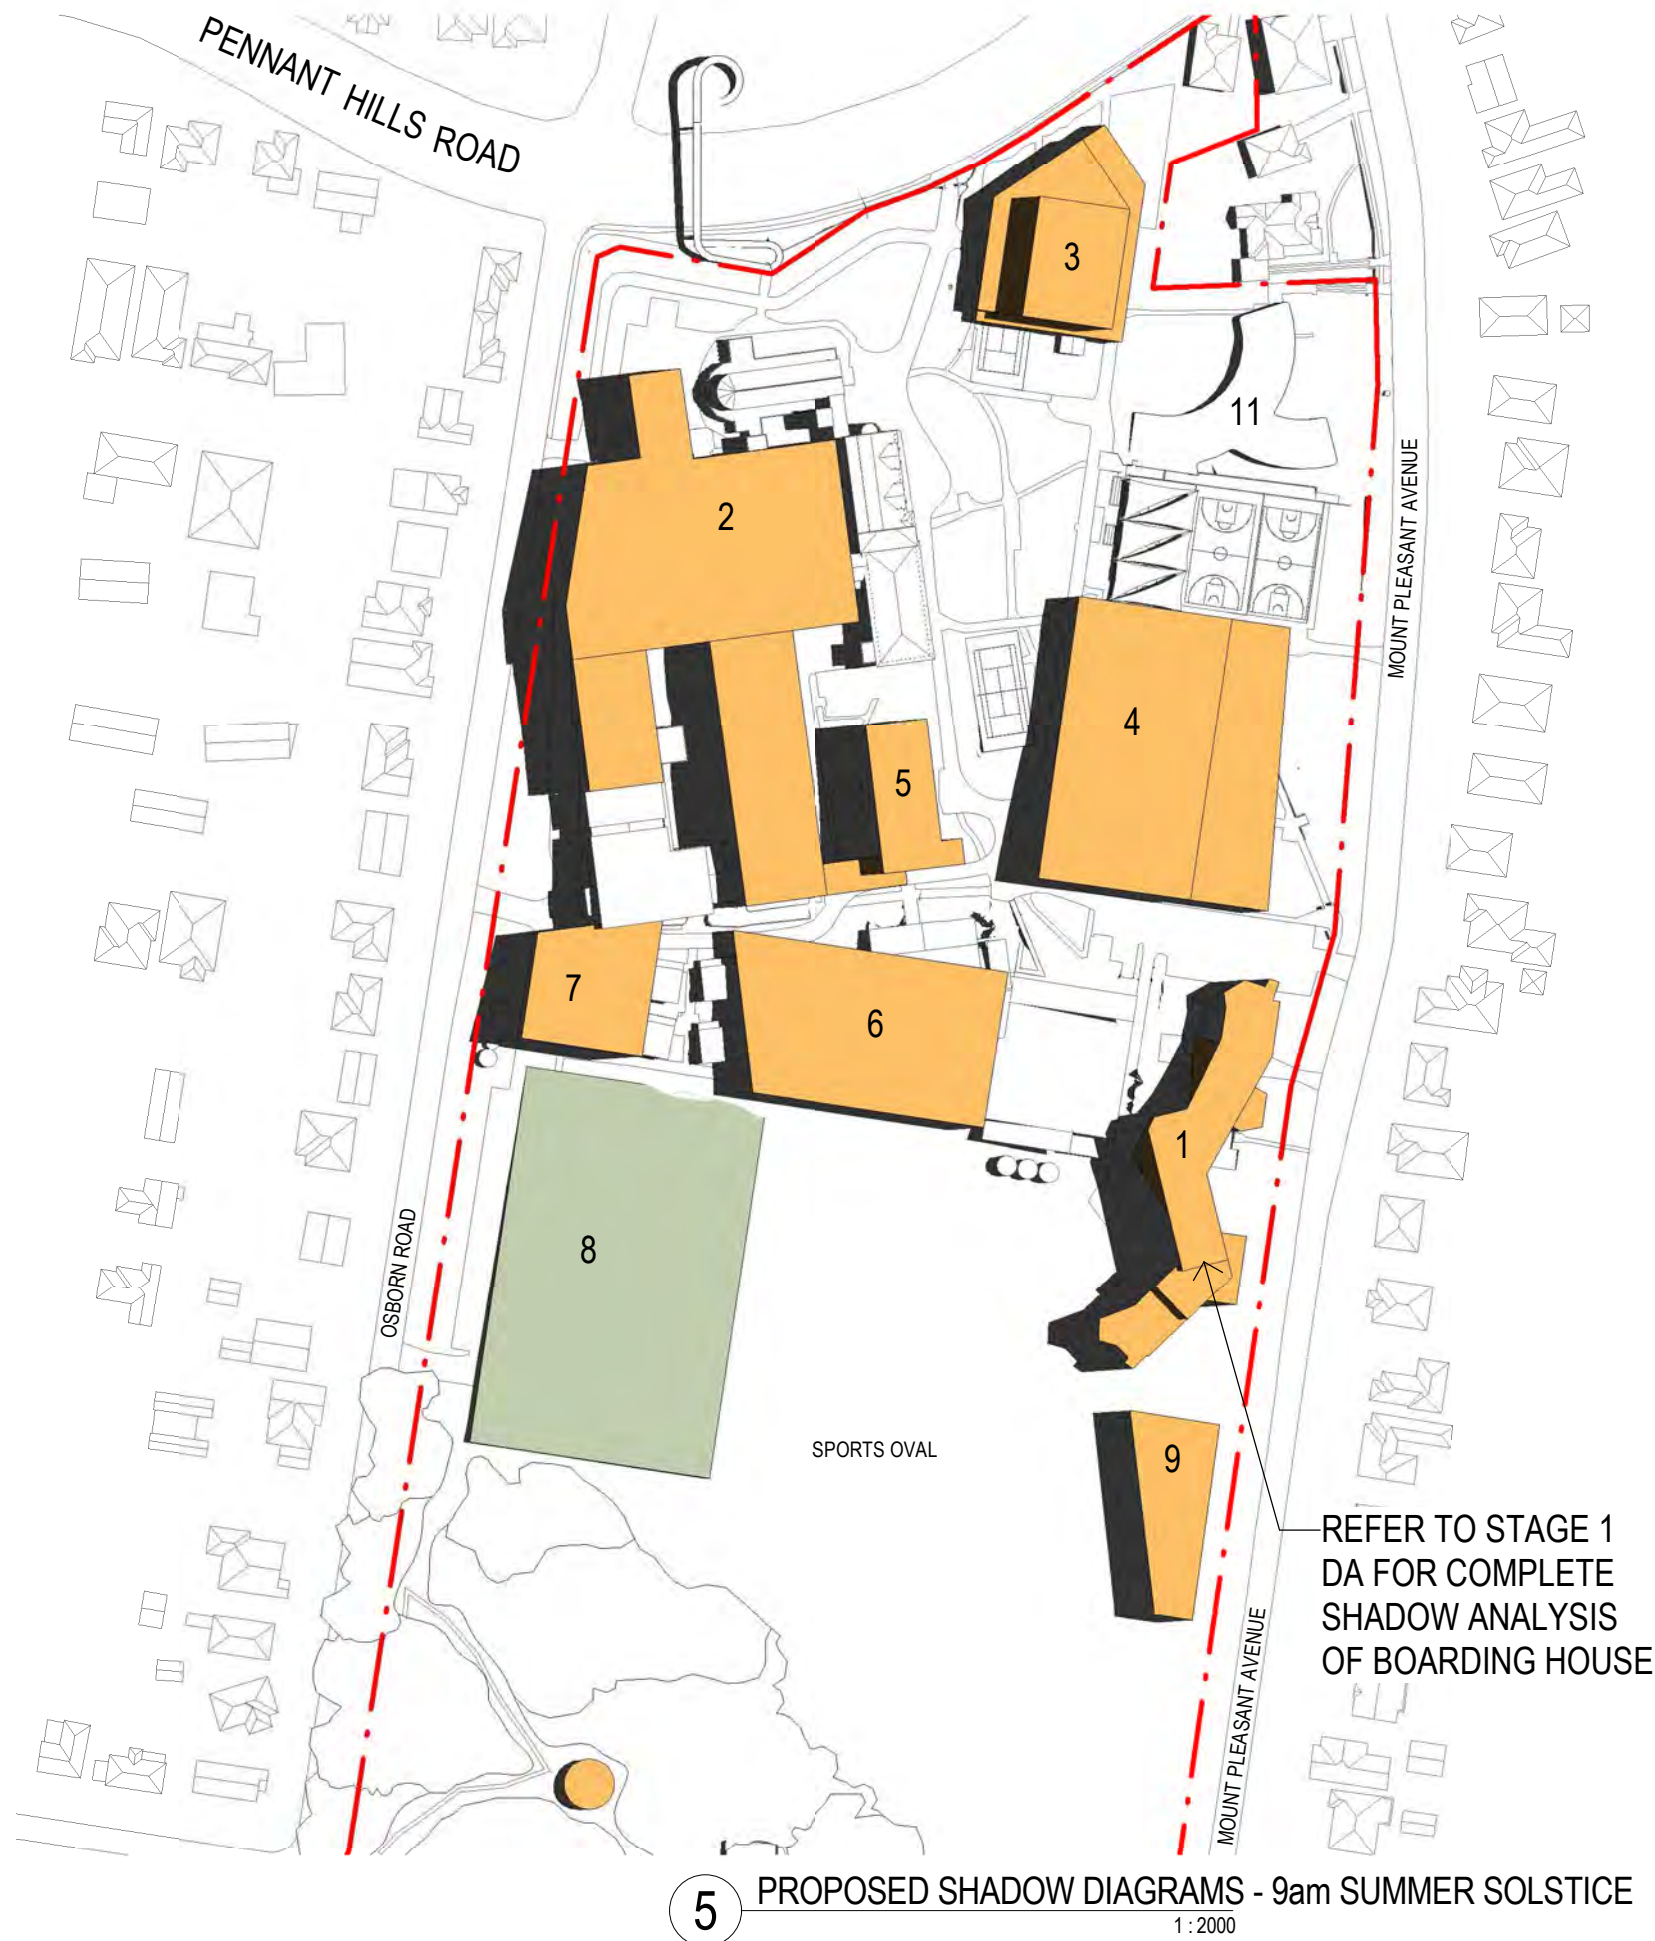 PENNANT HILLS ROAD
3
11
2
MOUNT PLEASANT AVENUE
4
5
7
6
1
8
OSBORN ROAD
SPORTS OVAL
9
REFER TO STAGE 1
DA FOR COMPLETE
SHADOW ANALYSIS
OF BOARDING HOUSE
MOUNT PLEASANT AVENUE
5
PROPOSED SHADOW DIAGRAMS - 9am SUMMER SOLSTICE
1 : 2000